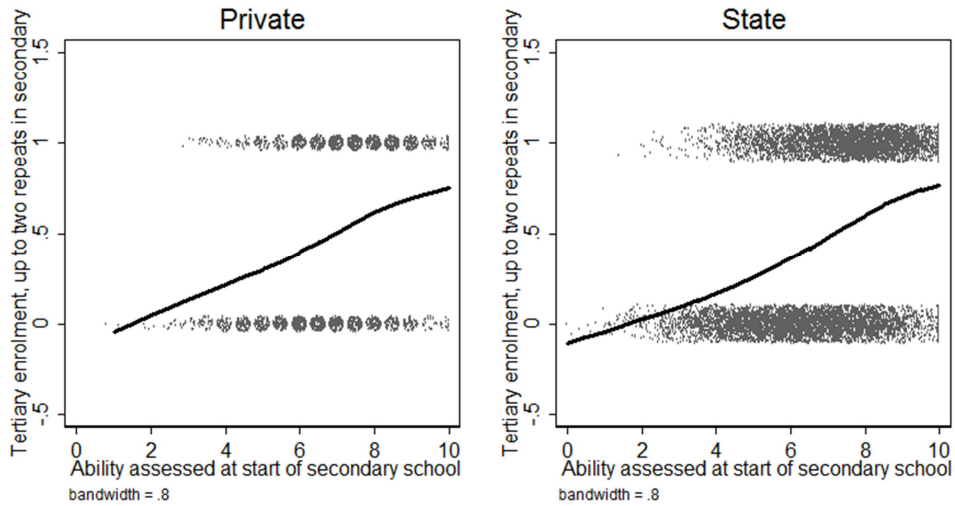 Private
Tertiary enrolment, up to two repeats in secondary
1.5
1
.5
0
-.5
0 2 4 6 8 10
Ability assessed at start of secondary school
bandwidth = .8
State
Tertiary enrolment, up to two repeats in secondary
1.5
1
.5
0
-.5
0 2 4 6 8 10
Ability assessed at start of secondary school
bandwidth = .8